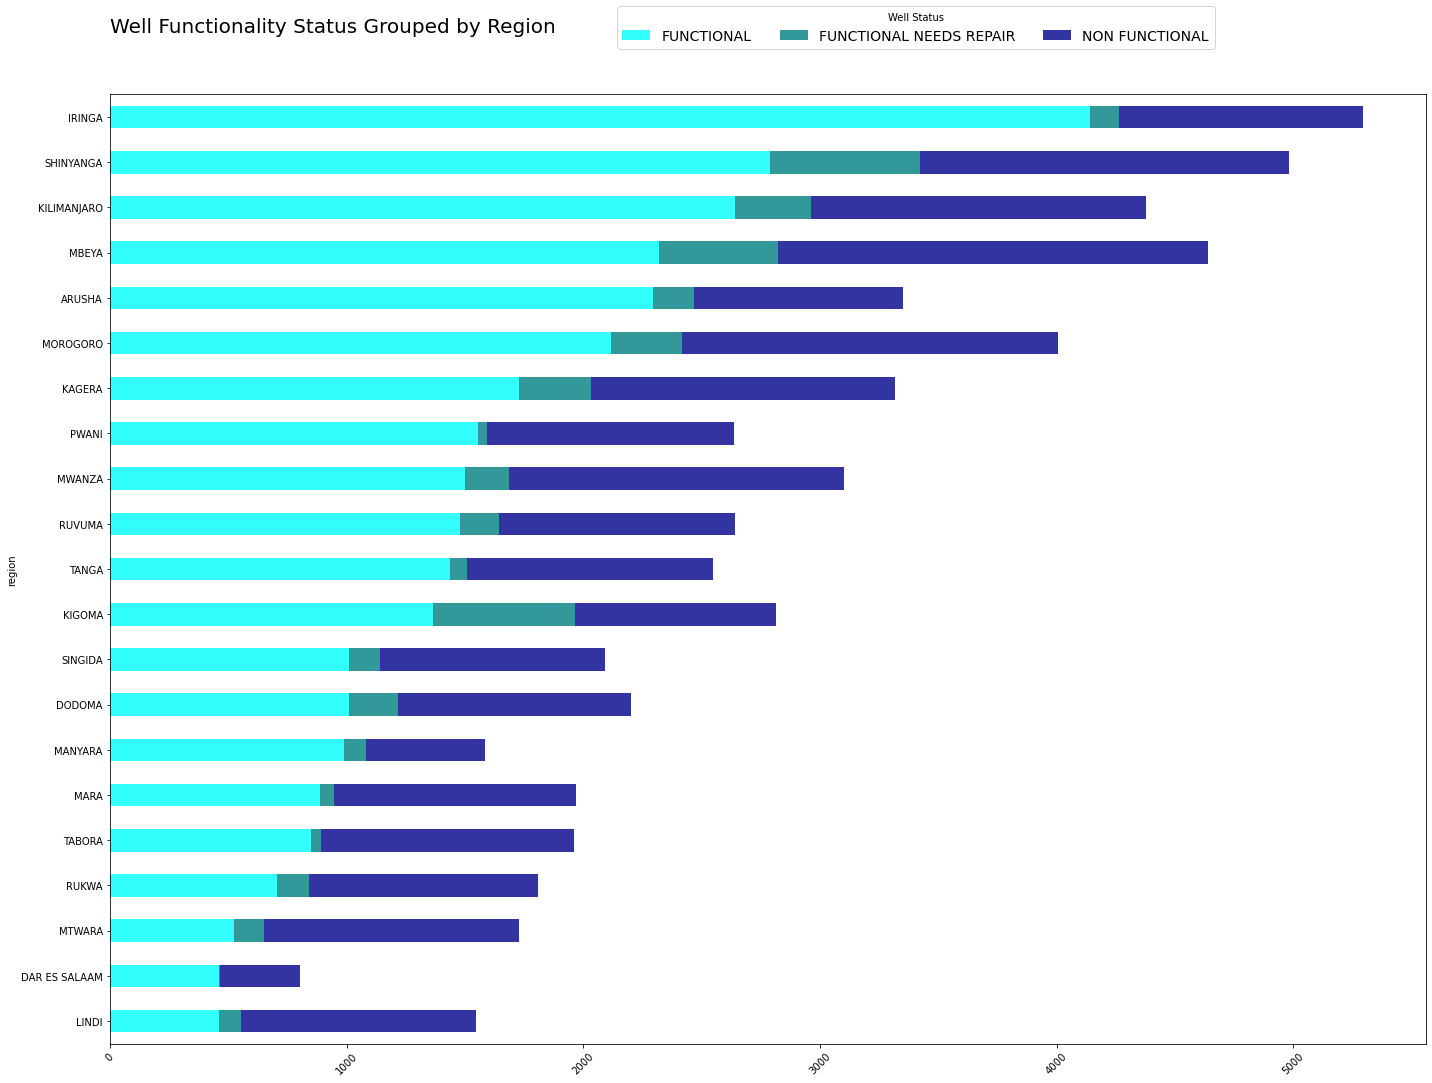 Well Functionality Status Grouped by Region
Well Status
FUNCTIONAL
FUNCTIONAL NEEDS REPAIR
NON FUNCTIONAL
region
IRINGA
SHINYANGA
KILIMANJARO
MBEYA
ARUSHA
MOROGORO
KAGERA
PWANI
MWANZA
RUVUMA
TANGA
KIGOMA
SINGIDA
DODOMA
MANYARA
MARA
TABORA
RUKWA
MTWARA
DAR ES SALAAM
LINDI
0
1000
2000
3000
4000
5000